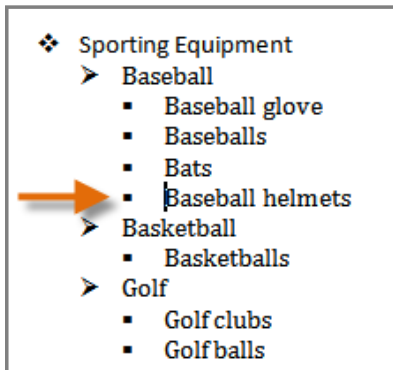 ❖ Sporting Equipment
➤ Baseball
▪ Baseball glove
▪ Baseballs
▪ Bats
▪ Baseball helmets
➤ Basketball
▪ Basketballs
➤ Golf
▪ Golf clubs
▪ Golf balls